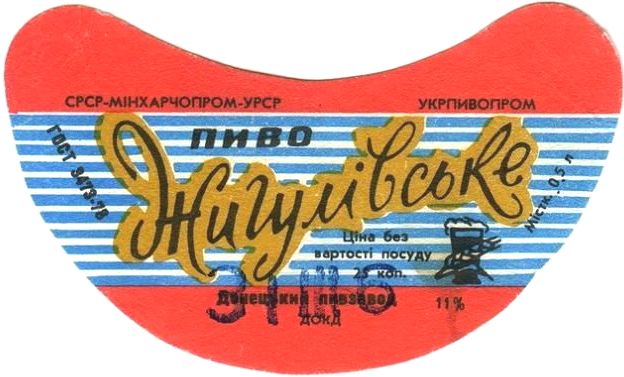 СРСР-МІНХАРЧОПРОМ-УРСР УКРПИВОПРОМ
ГОСТ 3473-78
ПИВО
Жигулівське
Містк. 0,5 л
Ціна без
вартості посуду
25 коп.
Донецький пивзавод
11%